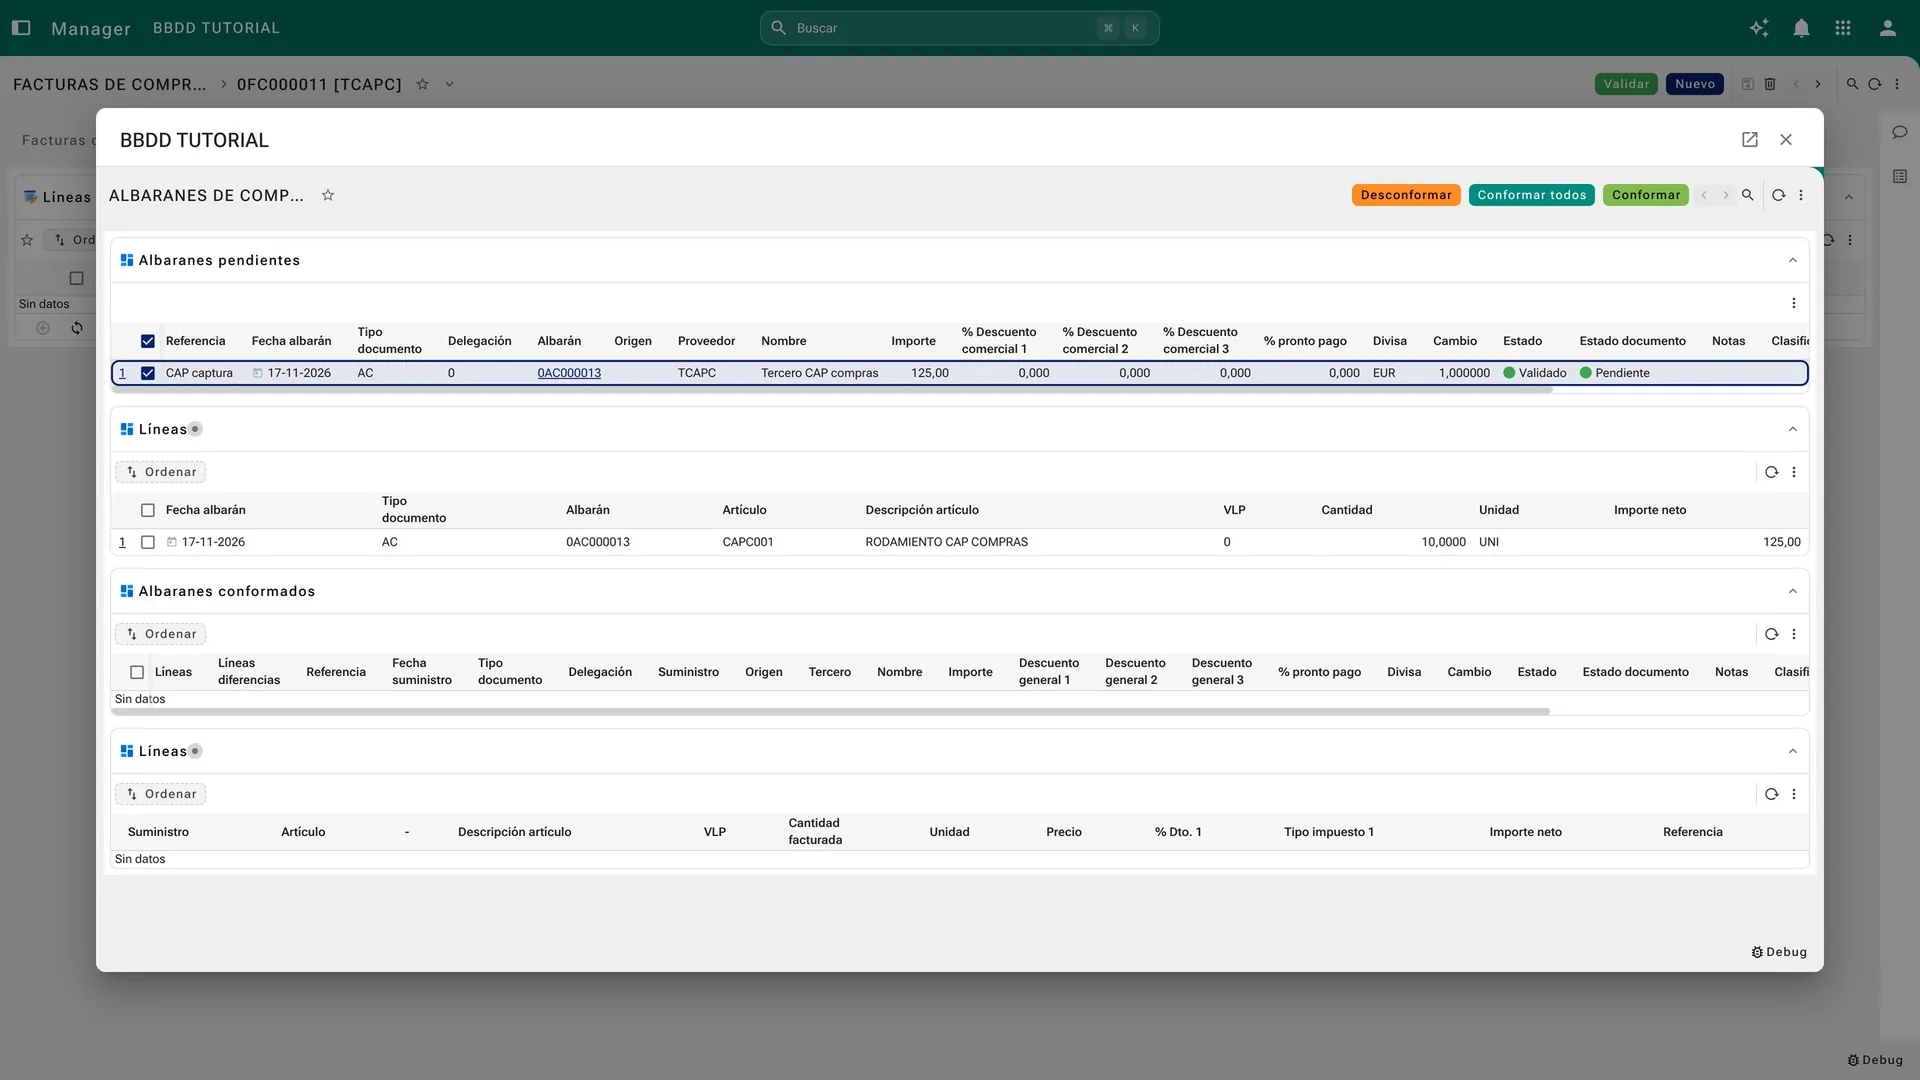 Manager BBDD TUTORIAL Buscar ⌘ K
FACTURAS DE COMPR... > 0FC000011 [TCAPC] Validar Nuevo
Facturas
BBDD TUTORIAL
Líneas
ALBARANES DE COMP... Desconformar Conformar todos Conformar
Ord
Sin datos
Albaranes pendientes
Referencia Fecha albarán Tipo documento Delegación Albarán Origen Proveedor Nombre Importe % Descuento comercial 1 % Descuento comercial 2 % Descuento comercial 3 % pronto pago Divisa Cambio Estado Estado documento Notas Clasifi
1 CAP captura 17-11-2026 AC 0 0AC000013 TCAPC Tercero CAP compras 125,00 0,000 0,000 0,000 0,000 EUR 1,000000 Validado Pendiente
Líneas
Ordenar
Fecha albarán Tipo documento Albarán Artículo Descripción artículo VLP Cantidad Unidad Importe neto
1 17-11-2026 AC 0AC000013 CAPC001 RODAMIENTO CAP COMPRAS 0 10,0000 UNI 125,00
Albaranes conformados
Ordenar
Líneas Líneas diferencias Referencia Fecha suministro Tipo documento Delegación Suministro Origen Tercero Nombre Importe Descuento general 1 Descuento general 2 Descuento general 3 % pronto pago Divisa Cambio Estado Estado documento Notas Clasifi
Sin datos
Líneas
Ordenar
Suministro Artículo - Descripción artículo VLP Cantidad facturada Unidad Precio % Dto. 1 Tipo impuesto 1 Importe neto Referencia
Sin datos
Debug
Debug